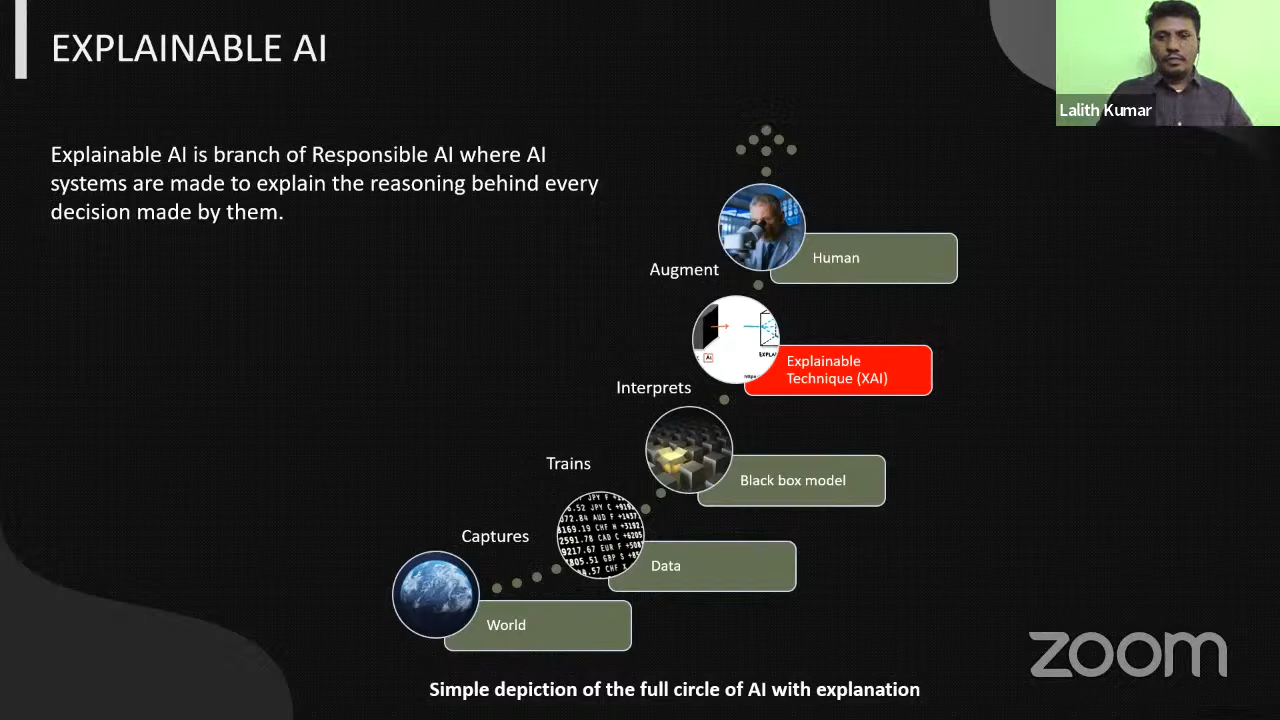 EXPLAINABLE AI
Lalith Kumar
Explainable AI is branch of Responsible AI where AI
systems are made to explain the reasoning behind every
decision made by them.
Human
Augment
Explainable
Technique (XAI)
Interprets
Black box model
Trains
Captures
Data
World
zoom
Simple depiction of the full circle of AI with explanation